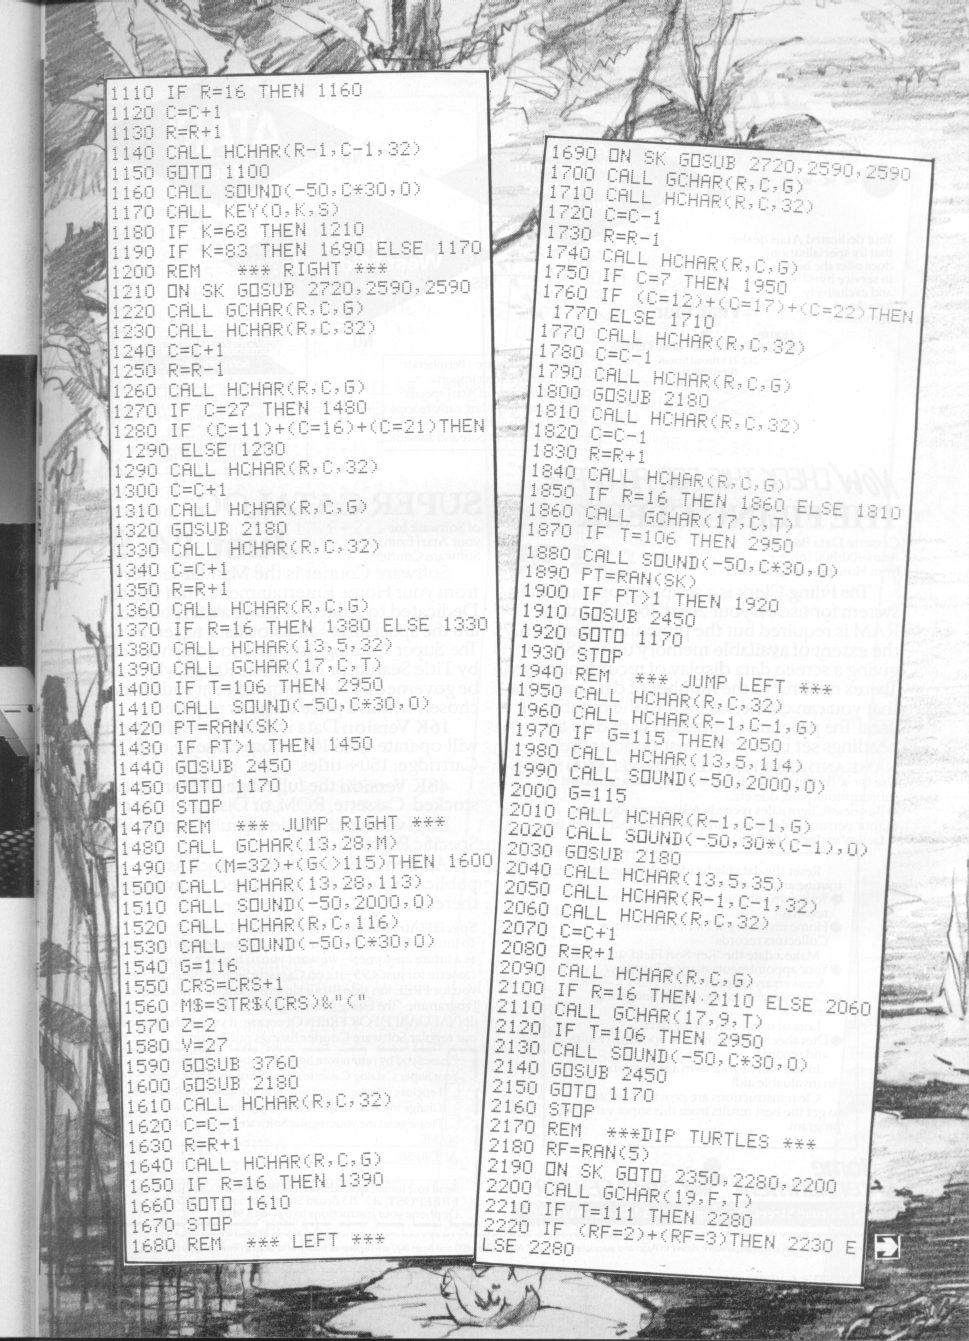 1110 IF R=16 THEN 1160
1120 C=C+1
1130 R=R+1
1140 CALL HCHAR(R-1,C-1,32)
1150 GOTO 1100
1160 CALL SOUND(-50,C*30,0)
1170 CALL KEY(0,K,S)
1180 IF K=68 THEN 1210
1190 IF K=83 THEN 1690 ELSE 1170
1200 REM *** RIGHT ***
1210 ON SK GOSUB 2720,2590,2590
1220 CALL GCHAR(R,C,G)
1230 CALL HCHAR(R,C,32)
1240 C=C+1
1250 R=R-1
1260 CALL HCHAR(R,C,G)
1270 IF C=27 THEN 1480
1280 IF (C=11)+(C=16)+(C=21)THEN
1290 ELSE 1230
1290 CALL HCHAR(R,C,32)
1300 C=C+1
1310 CALL HCHAR(R,C,G)
1320 GOSUB 2180
1330 CALL HCHAR(R,C,32)
1340 C=C+1
1350 R=R+1
1360 CALL HCHAR(R,C,G)
1370 IF R=16 THEN 1380 ELSE 1330
1380 CALL HCHAR(13,5,32)
1390 CALL GCHAR(17,C,T)
1400 IF T=106 THEN 2950
1410 CALL SOUND(-50,C*30,0)
1420 PT=RAN(SK)
1430 IF PT>1 THEN 1450
1440 GOSUB 2450
1450 GOTO 1170
1460 STOP
1470 REM *** JUMP RIGHT ***
1480 CALL GCHAR(13,28,M)
1490 IF (M=32)+(G<>115)THEN 1600
1500 CALL HCHAR(13,28,113)
1510 CALL SOUND(-50,2000,0)
1520 CALL HCHAR(R,C,116)
1530 CALL SOUND(-50,C*30,0)
1540 G=116
1550 CRS=CRS+1
1560 M$=STR$(CRS)&"("
1570 Z=2
1580 V=27
1590 GOSUB 3760
1600 GOSUB 2180
1610 CALL HCHAR(R,C,32)
1620 C=C-1
1630 R=R+1
1640 CALL HCHAR(R,C,G)
1650 IF R=16 THEN 1390
1660 GOTO 1610
1670 STOP
1680 REM *** LEFT ***
1690 ON SK GOSUB 2720,2590,2590
1700 CALL GCHAR(R,C,G)
1710 CALL HCHAR(R,C,32)
1720 C=C-1
1730 R=R-1
1740 CALL HCHAR(R,C,G)
1750 IF C=7 THEN 1950
1760 IF (C=12)+(C=17)+(C=22)THEN
1770 ELSE 1710
1770 CALL HCHAR(R,C,32)
1780 C=C-1
1790 CALL HCHAR(R,C,G)
1800 GOSUB 2180
1810 CALL HCHAR(R,C,32)
1820 C=C-1
1830 R=R+1
1840 CALL HCHAR(R,C,G)
1850 IF R=16 THEN 1860 ELSE 1810
1860 CALL GCHAR(17,C,T)
1870 IF T=106 THEN 2950
1880 CALL SOUND(-50,C*30,0)
1890 PT=RAN(SK)
1900 IF PT>1 THEN 1920
1910 GOSUB 2450
1920 GOTO 1170
1930 STOP
1940 REM *** JUMP LEFT ***
1950 CALL HCHAR(R,C,32)
1960 CALL HCHAR(R-1,C-1,G)
1970 IF G=115 THEN 2050
1980 CALL HCHAR(13,5,114)
1990 CALL SOUND(-50,2000,0)
2000 G=115
2010 CALL HCHAR(R-1,C-1,G)
2020 CALL SOUND(-50,30*(C-1),0)
2030 GOSUB 2180
2040 CALL HCHAR(13,5,35)
2050 CALL HCHAR(R-1,C-1,32)
2060 CALL HCHAR(R,C,32)
2070 C=C+1
2080 R=R+1
2090 CALL HCHAR(R,C,G)
2100 IF R=16 THEN 2110 ELSE 2060
2110 CALL GCHAR(17,9,T)
2120 IF T=106 THEN 2950
2130 CALL SOUND(-50,C*30,0)
2140 GOSUB 2450
2150 GOTO 1170
2160 STOP
2170 REM ***DIP TURTLES ***
2180 RF=RAN(5)
2190 ON SK GOTO 2350,2280,2200
2200 CALL GCHAR(19,F,T)
2210 IF T=111 THEN 2280
2220 IF (RF=2)+(RF=3)THEN 2230 E
LSE 2280